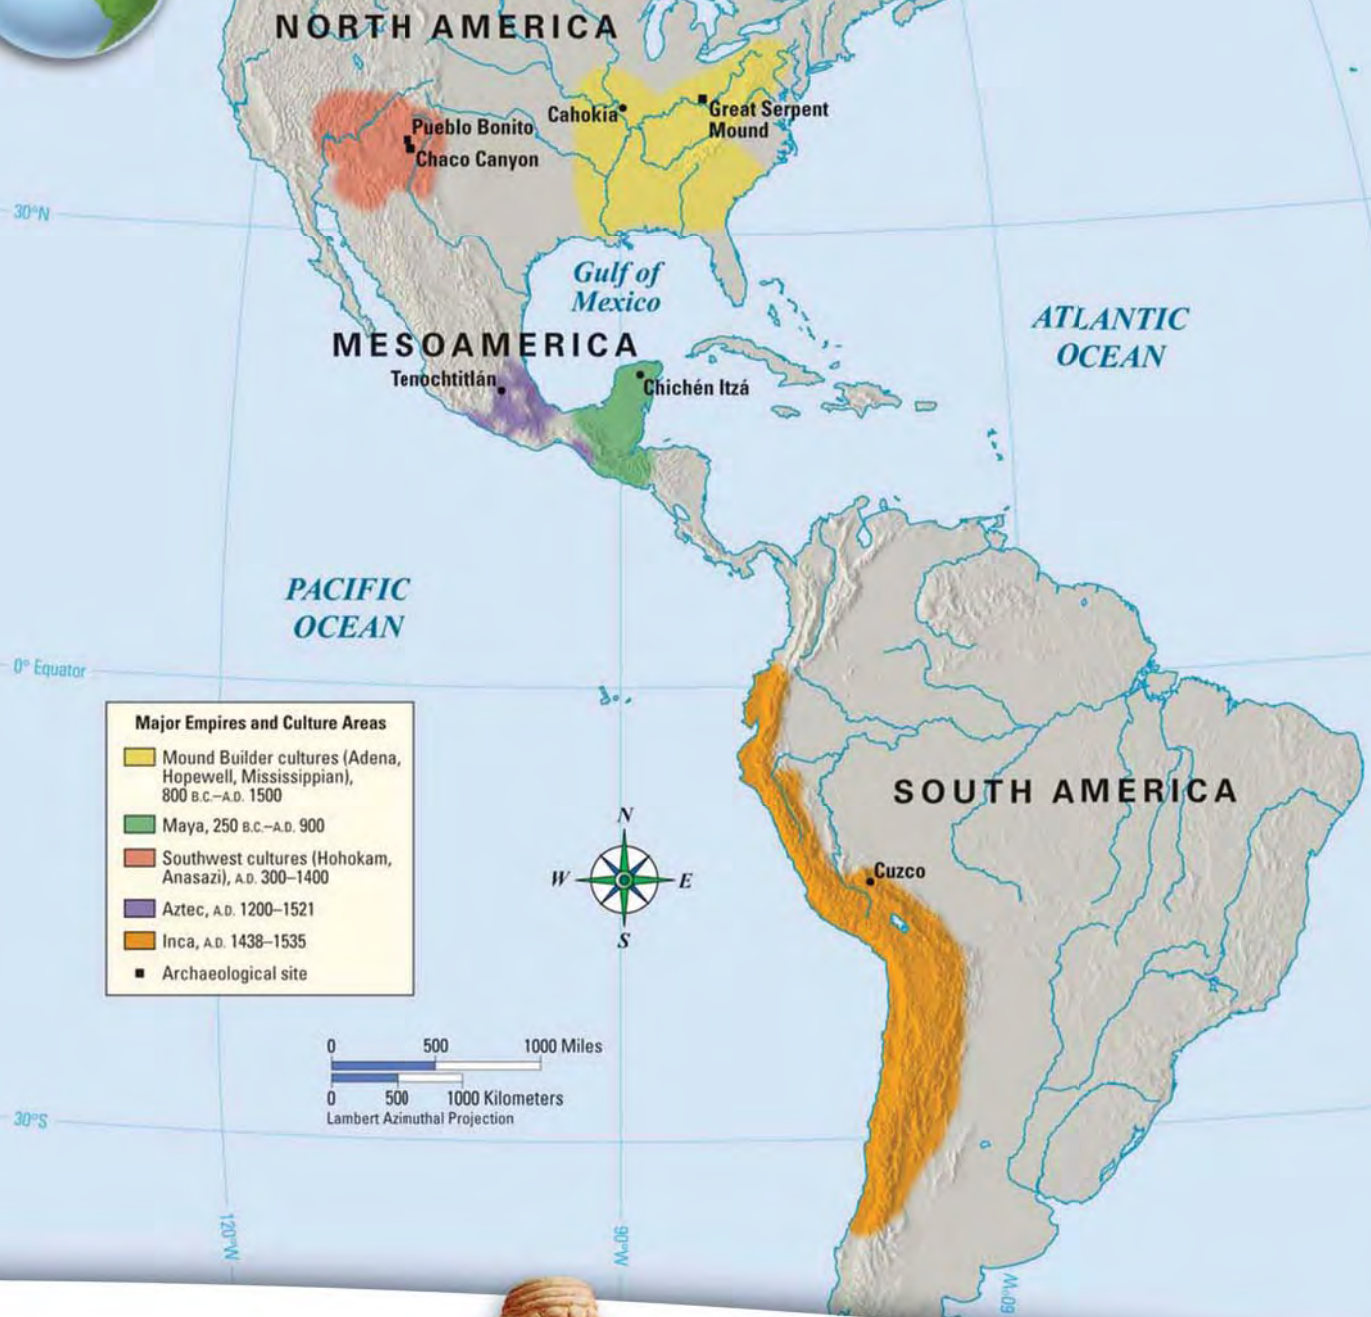 NORTH AMERICA
Cahokia
Great Serpent
Mound
Pueblo Bonito
Chaco Canyon
30°N
Gulf of
Mexico
ATLANTIC
OCEAN
MESOAMERICA
Tenochtitlán
Chichén Itzá
PACIFIC
OCEAN
0° Equator
Major Empires and Culture Areas
Mound Builder cultures (Adena,
Hopewell, Mississippian),
800 B.C.–A.D. 1500
Maya, 250 B.C.–A.D. 900
Southwest cultures (Hohokam,
Anasazi), A.D. 300–1400
Aztec, A.D. 1200–1521
Inca, A.D. 1438–1535
Archaeological site
SOUTH AMERICA
N
W E
S
Cuzco
0 500 1000 Miles
0 500 1000 Kilometers
Lambert Azimuthal Projection
30°S
120°W
90°W
60°W